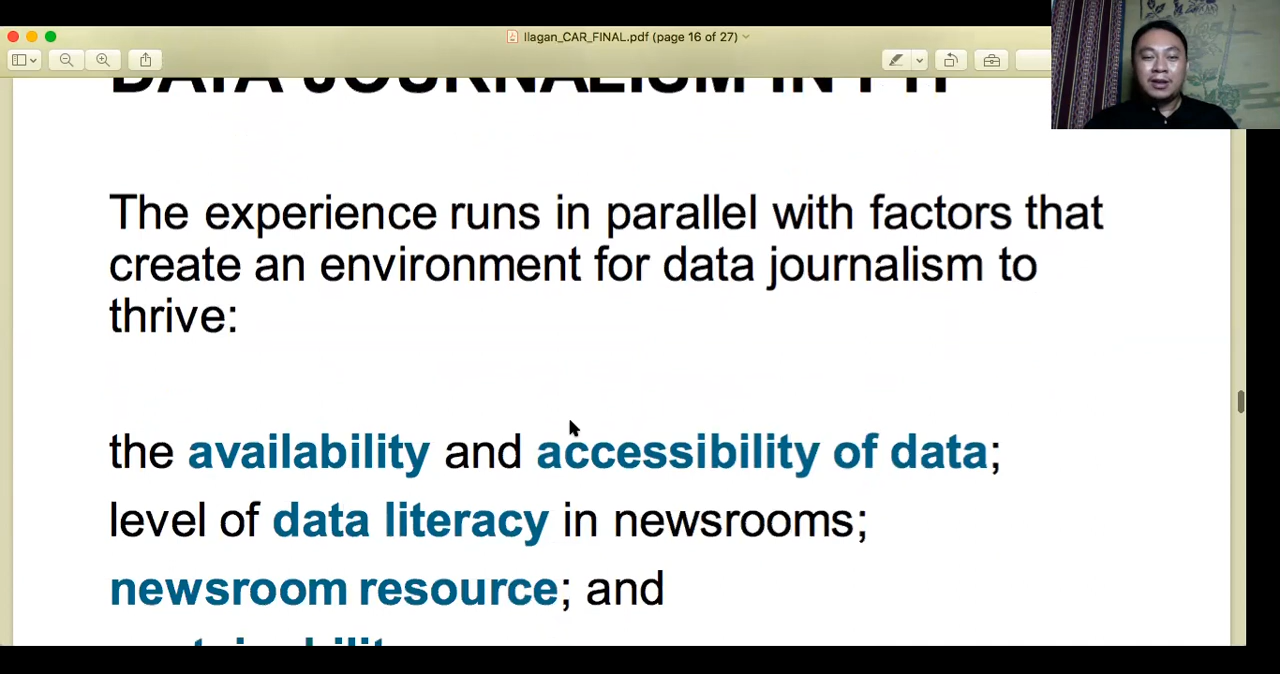 Ilagan_CAR_FINAL.pdf (page 16 of 27)
DATA JOURNALISM IN PH
The experience runs in parallel with factors that
create an environment for data journalism to
thrive:
the availability and accessibility of data;
level of data literacy in newsrooms;
newsroom resource; and